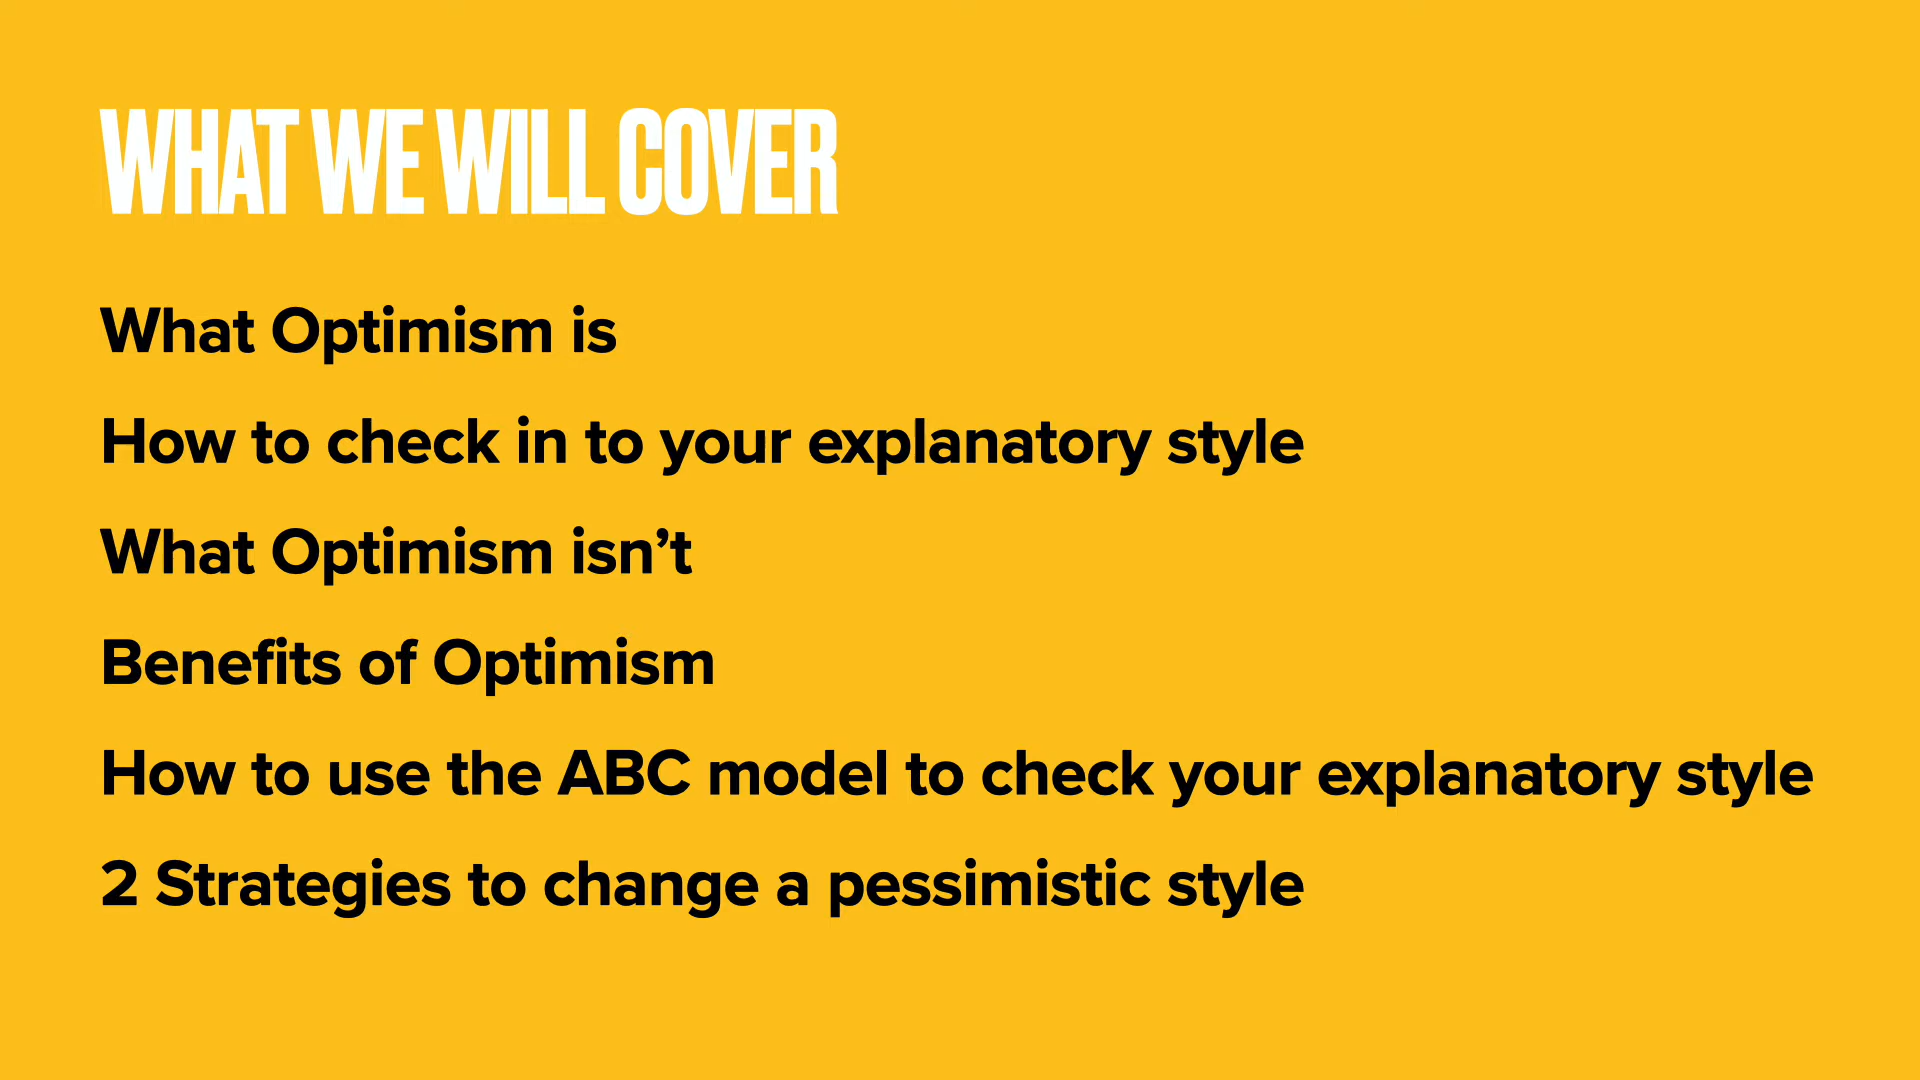 WHAT WE WILL COVER
What Optimism is
How to check in to your explanatory style
What Optimism isn’t
Benefits of Optimism
How to use the ABC model to check your explanatory style
2 Strategies to change a pessimistic style